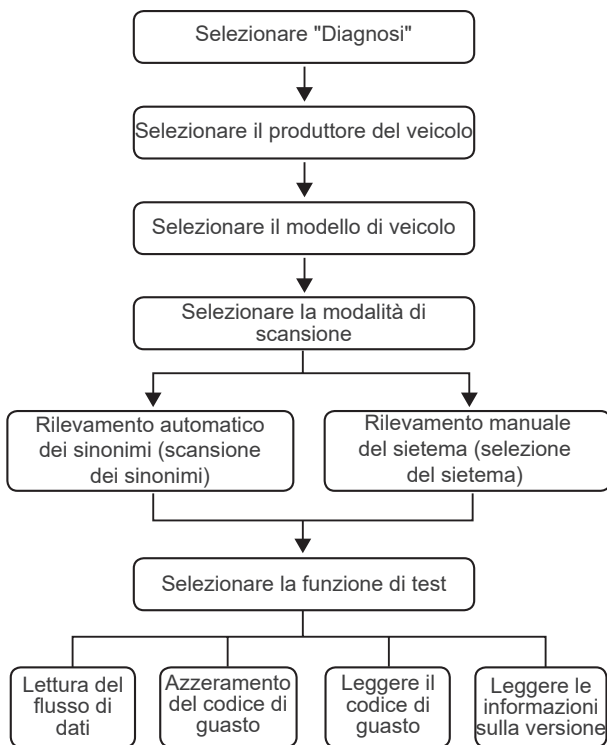 Selezionare "Diagnosi"
Selezionare il produttore del veicolo
Selezionare il modello di veicolo
Selezionare la modalità di
scansione
Rilevamento automatico
dei sinonimi (scansione
dei sinonimi)
Rilevamento manuale
del sietema (selezione
del sietema)
Selezionare la funzione di test
Lettura del
flusso di
dati
Azzeramento
del codice di
guasto
Leggere il
codice di
guasto
Leggere le
informazioni
sulla versione